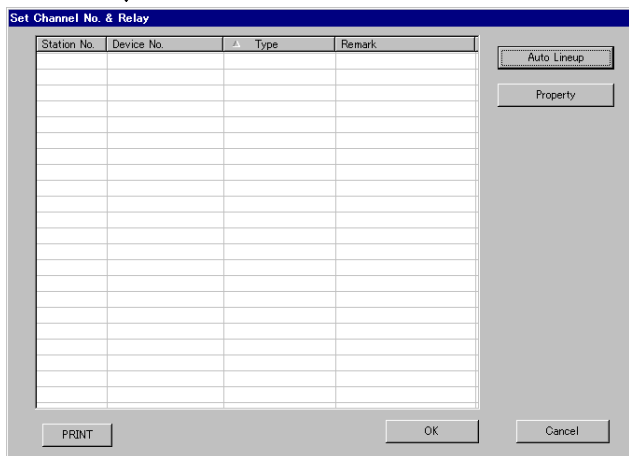 Set Channel No. & Relay
Station No. Device No. Type Remark
Auto Lineup
Property
PRINT OK Cancel